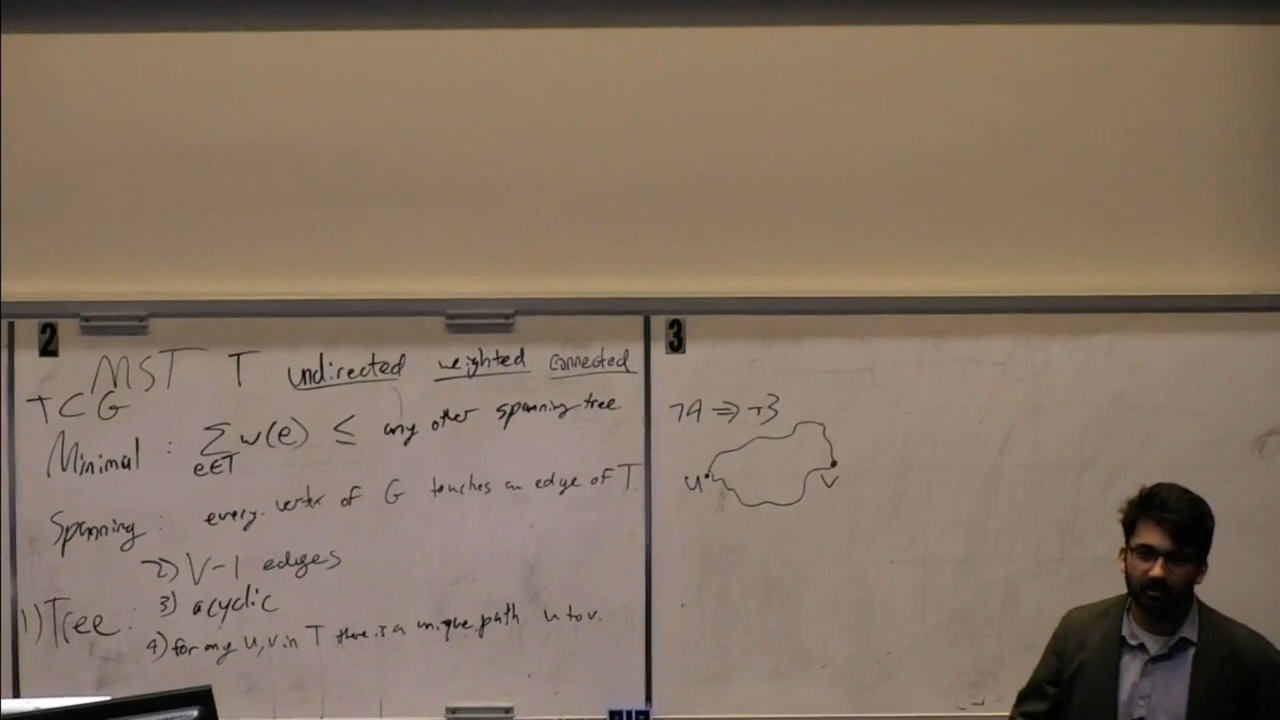 2
MST T undirected weighted connected
T ⊂ G
Minimal : ∑ w(e) ≤ any other spanning tree.
e∈T
Spanning : every vertex of G touches an edge of T
2) V-1 edges
1) Tree : 3) acyclic
4) for any u, v in T there is a unique path u to v.
3
¬4 ⇒ ¬3
u v